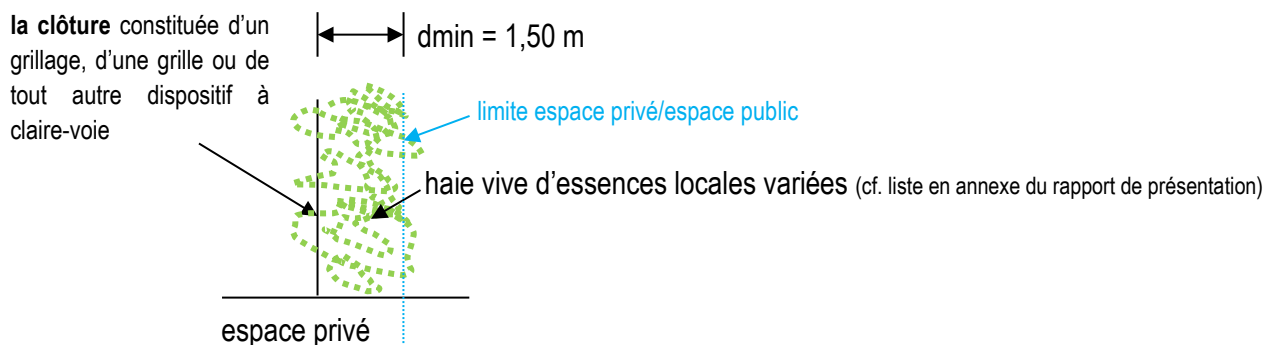 la clôture constituée d'un
grillage, d'une grille ou de
tout autre dispositif à
claire-voie
dmin = 1,50 m
limite espace privé/espace public
haie vive d'essences locales variées (cf. liste en annexe du rapport de présentation)
espace privé